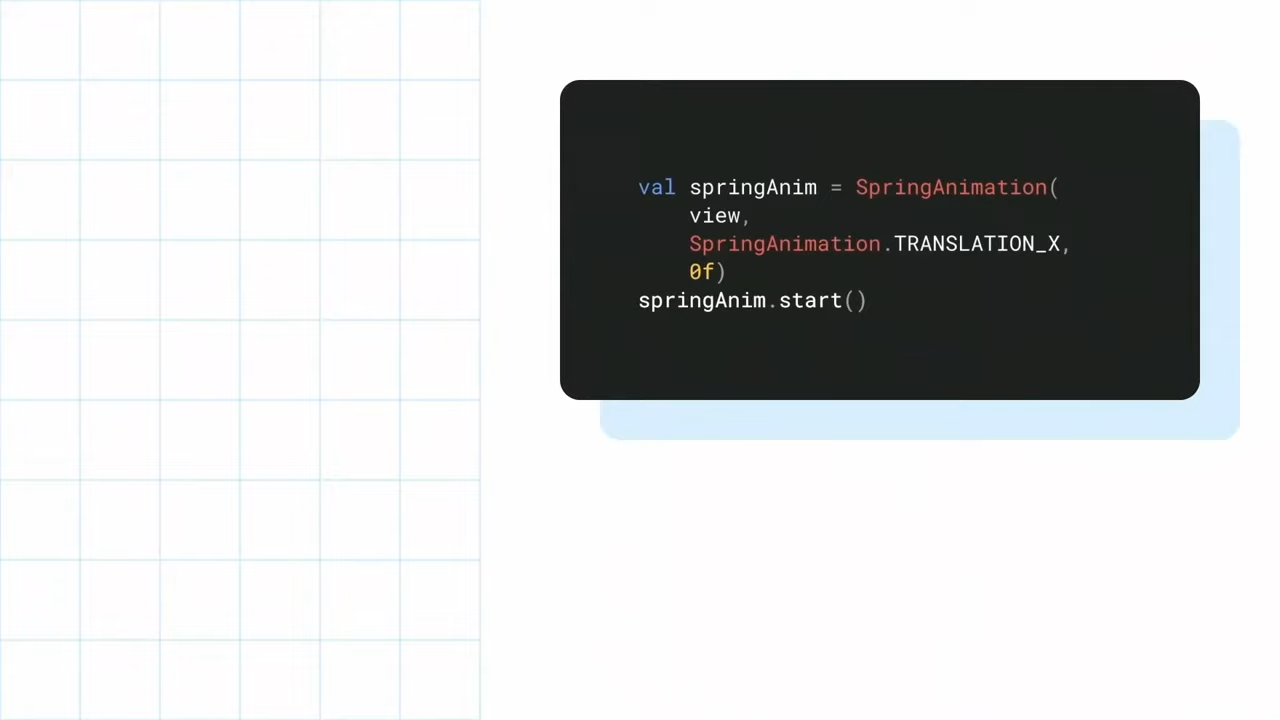 val springAnim = SpringAnimation(
    view,
    SpringAnimation.TRANSLATION_X,
    0f)
springAnim.start()